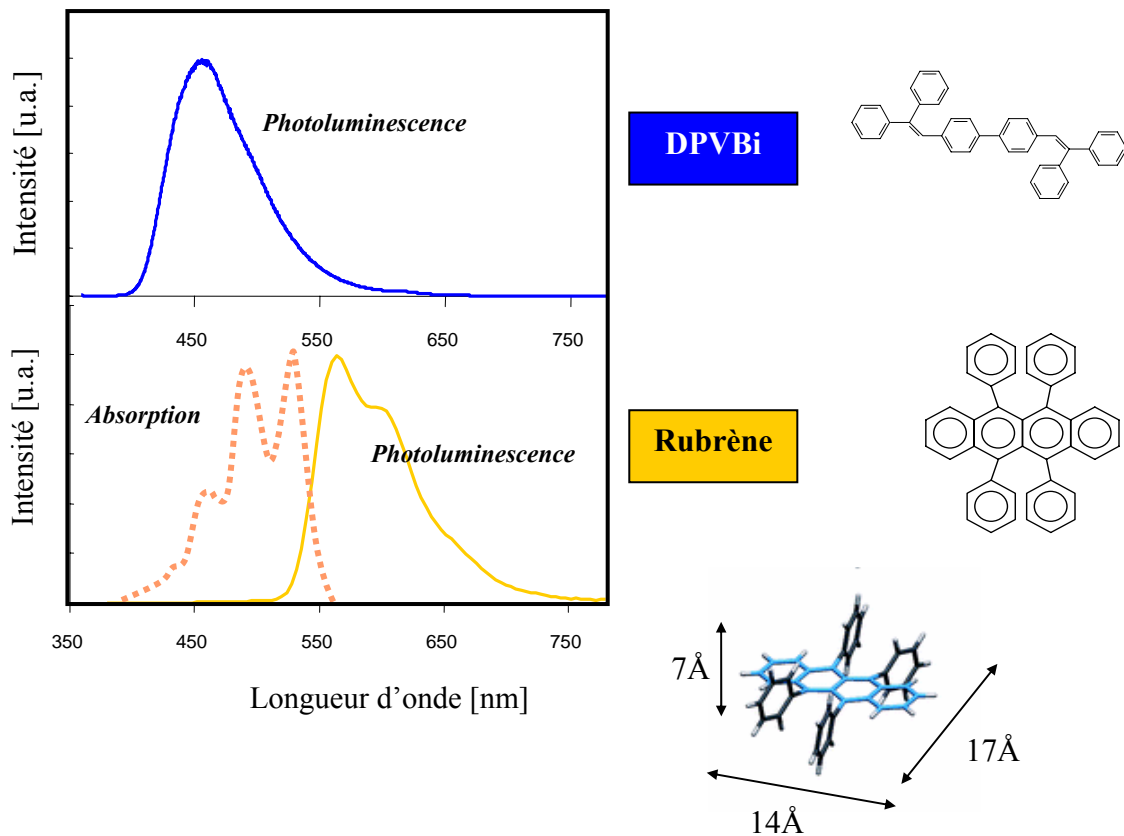 Intensité [u.a.]
Photoluminescence
450
550
650
750
DPVBi
Intensité [u.a.]
Absorption
Photoluminescence
350
450
550
650
750
Longueur d’onde [nm]
Rubrène
7Å
17Å
14Å